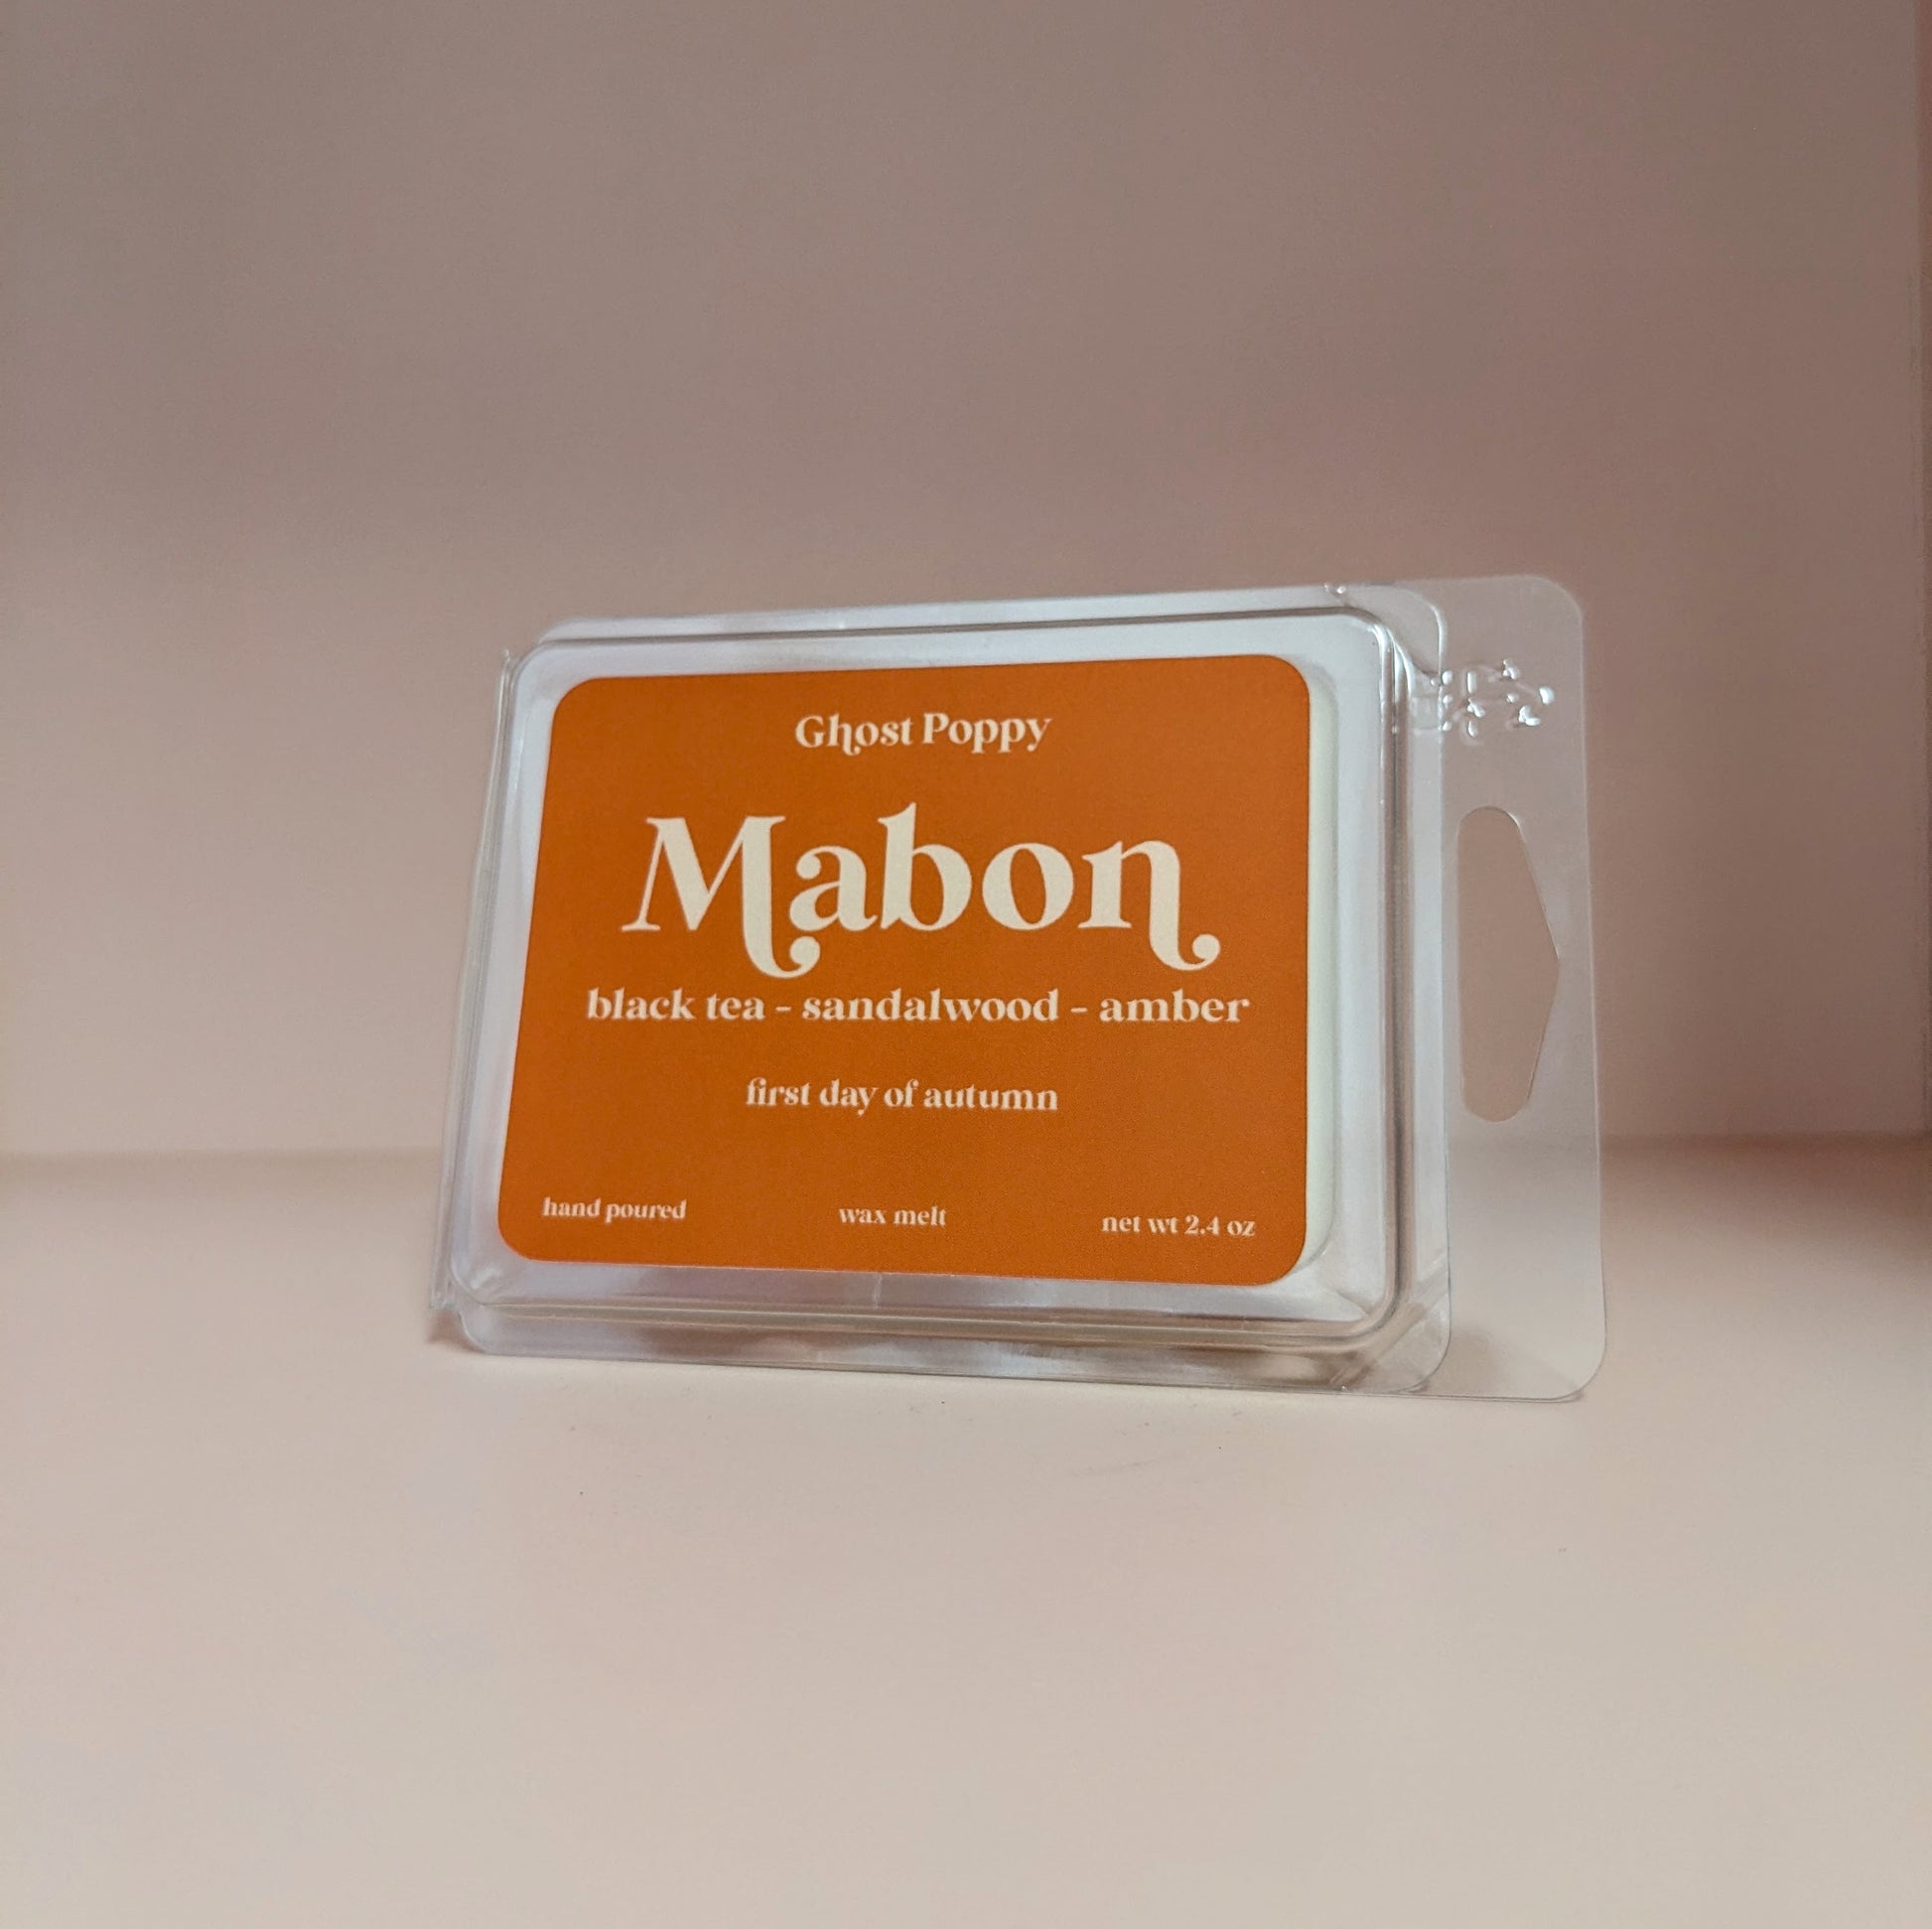 Ghost Poppy
Mabon
black tea - sandalwood - amber
first day of autumn
hand poured wax melt net wt 2.4 oz